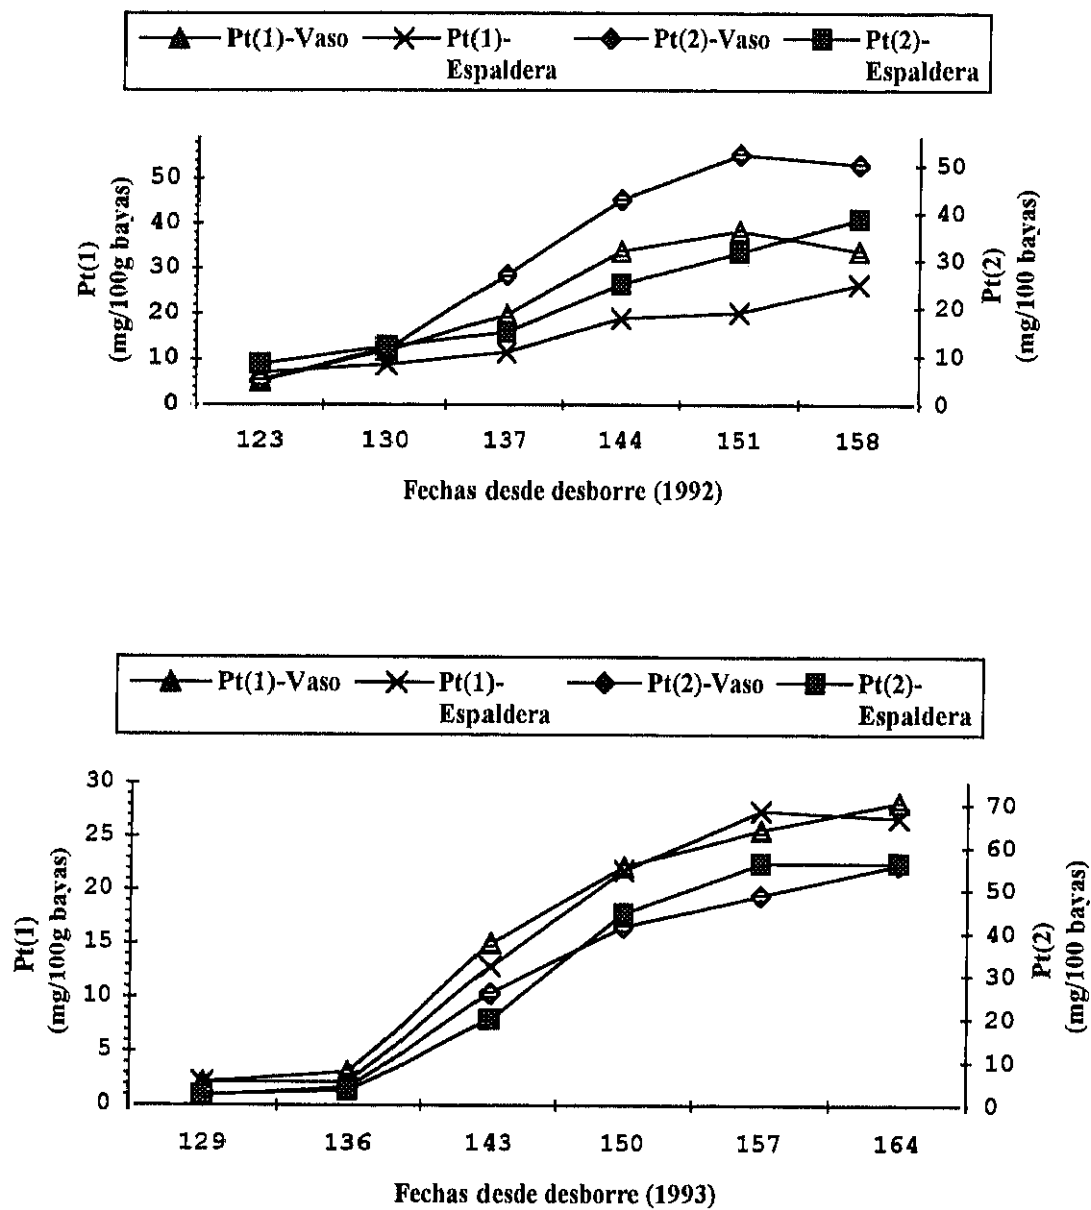 Pt(1)-Vaso Pt(1)- Pt(2)-Vaso Pt(2)-
Espaldera Espaldera
Pt(1)
(mg/100g bayas)
50
40
30
20
10
0
50
40
30
20
10
0
Pt(2)
(mg/100 bayas)
123 130 137 144 151 158
Fechas desde desborre (1992)
Pt(1)-Vaso Pt(1)- Pt(2)-Vaso Pt(2)-
Espaldera Espaldera
Pt(1)
(mg/100g bayas)
30
25
20
15
10
5
0
70
60
50
40
30
20
10
0
Pt(2)
(mg/100 bayas)
129 136 143 150 157 164
Fechas desde desborre (1993)